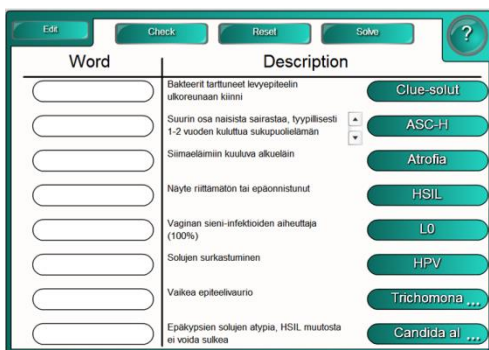 Edit
Check
Reset
Solve
?
Word
Description
Bakteerit tarttuneet levyepiteelin
ulkoreunaan kiinni
Clue-solut
Suurin osa naisista sairastaa, tyypillisesti
1-2 vuoden kuluttua sukupuolielämän
ASC-H
Siimaeläimiin kuuluva alkueläin
Atrofia
Näyte riittämätön tai epäonnistunut
HSIL
Vaginan sieni-infektioiden aiheuttaja
(100%)
L0
Solujen surkastuminen
HPV
Vaikea epiteelivaurio
Trichomona ...
Epäkypsien solujen atypia, HSIL muutosta
ei voida sulkea
Candida al ...